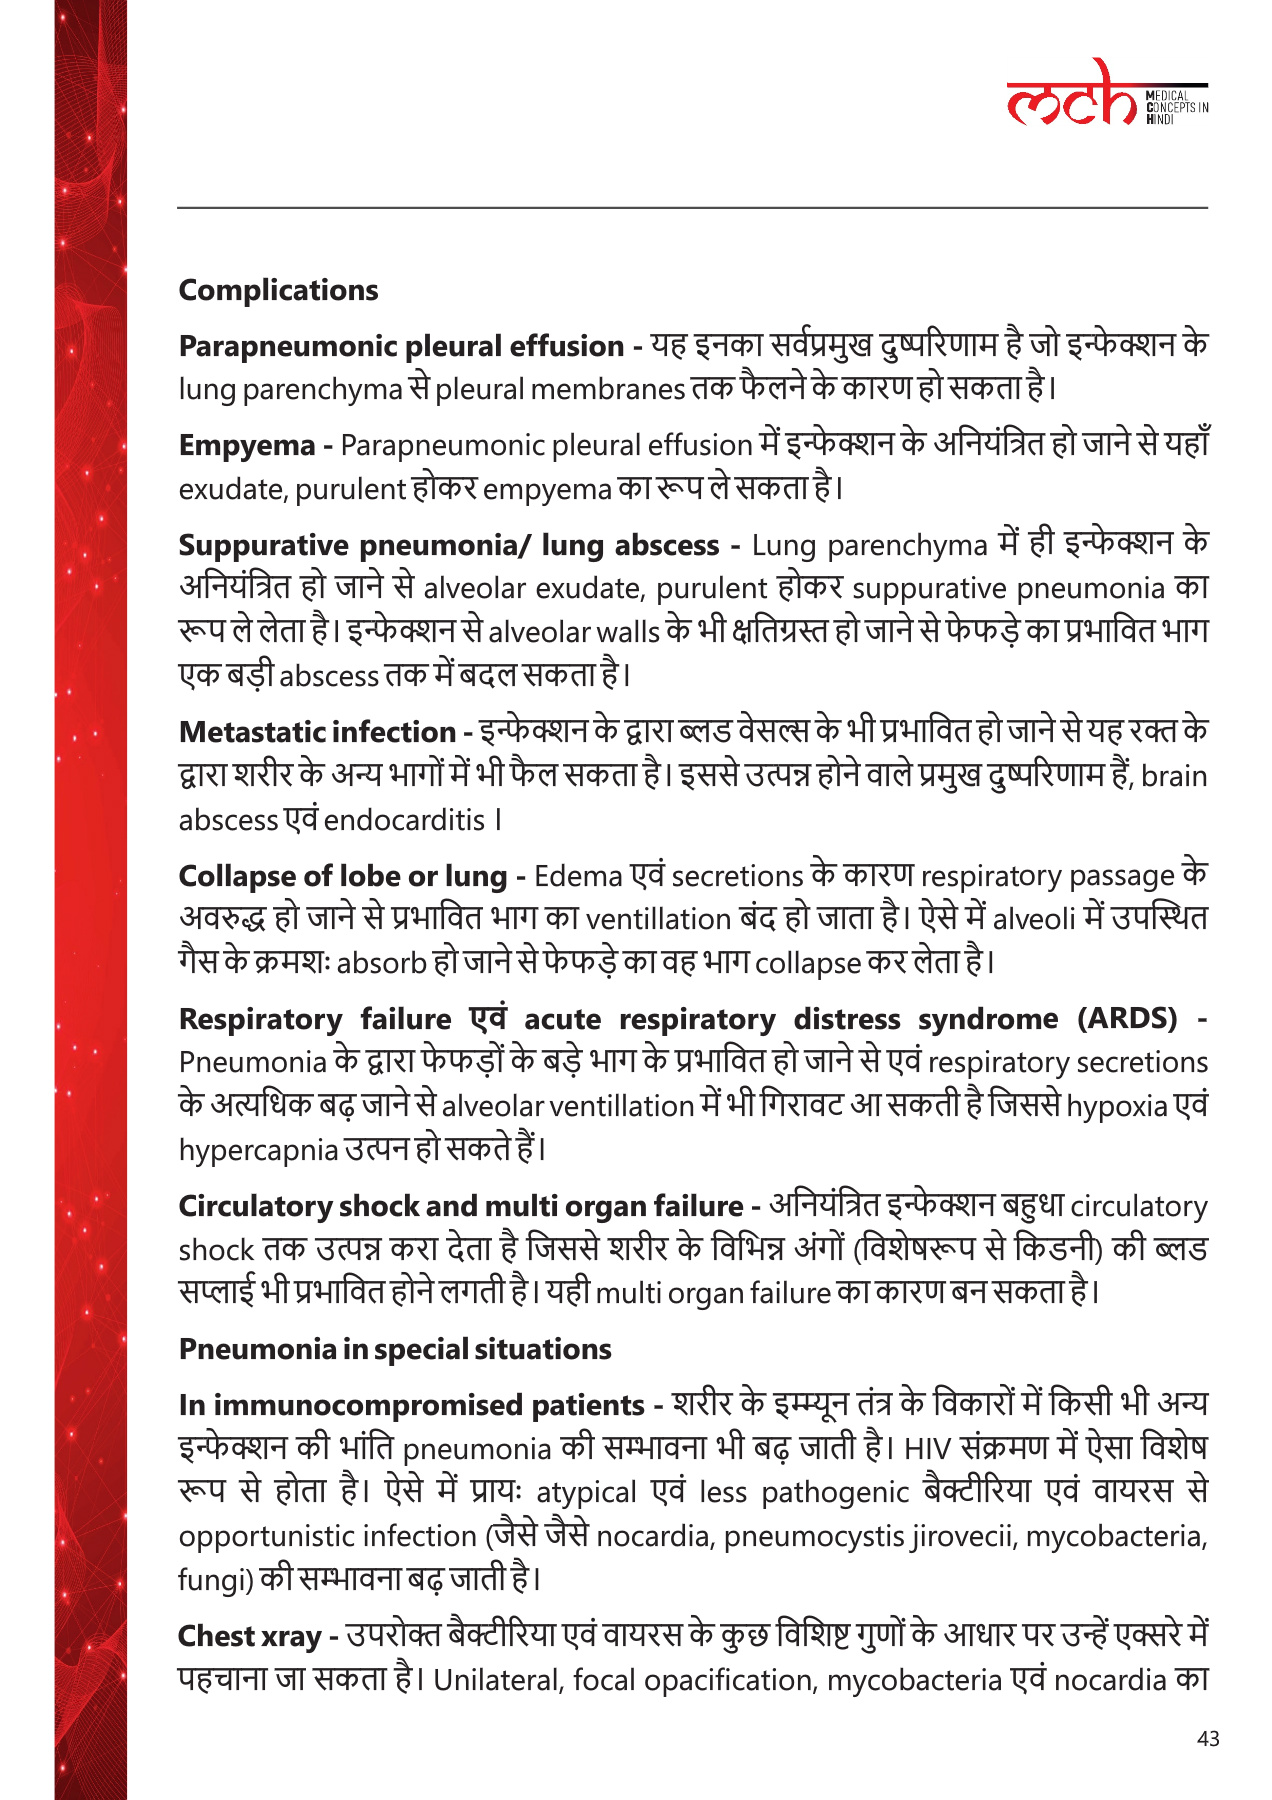 mch MEDICAL
CONCEPTS IN
HINDI
Complications
Parapneumonic pleural effusion - यह इनका सर्वप्रमुख दुष्परिणाम है जो इन्फेक्शन के
lung parenchyma से pleural membranes तक फैलने के कारण हो सकता है।
Empyema - Parapneumonic pleural effusion में इन्फेक्शन के अनियंत्रित हो जाने से यहाँ
exudate, purulent होकर empyema का रूप ले सकता है।
Suppurative pneumonia/ lung abscess - Lung parenchyma में ही इन्फेक्शन के
अनियंत्रित हो जाने से alveolar exudate, purulent होकर suppurative pneumonia का
रूप ले लेता है। इन्फेक्शन से alveolar walls के भी क्षतिग्रस्त हो जाने से फेफड़े का प्रभावित भाग
एक बड़ी abscess तक में बदल सकता है।
Metastatic infection - इन्फेक्शन के द्वारा ब्लड वेसल्स के भी प्रभावित हो जाने से यह रक्त के
द्वारा शरीर के अन्य भागों में भी फैल सकता है। इससे उत्पन्न होने वाले प्रमुख दुष्परिणाम हैं, brain
abscess एवं endocarditis ।
Collapse of lobe or lung - Edema एवं secretions के कारण respiratory passage के
अवरुद्ध हो जाने से प्रभावित भाग का ventillation बंद हो जाता है। ऐसे में alveoli में उपस्थित
गैस के क्रमशः absorb हो जाने से फेफड़े का वह भाग collapse कर लेता है।
Respiratory failure एवं acute respiratory distress syndrome (ARDS) -
Pneumonia के द्वारा फेफड़ों के बड़े भाग के प्रभावित हो जाने से एवं respiratory secretions
के अत्यधिक बढ़ जाने से alveolar ventillation में भी गिरावट आ सकती है जिससे hypoxia एवं
hypercapnia उत्पन हो सकते हैं।
Circulatory shock and multi organ failure - अनियंत्रित इन्फेक्शन बहुधा circulatory
shock तक उत्पन्न करा देता है जिससे शरीर के विभिन्न अंगों (विशेषरूप से किडनी) की ब्लड
सप्लाई भी प्रभावित होने लगती है। यही multi organ failure का कारण बन सकता है।
Pneumonia in special situations
In immunocompromised patients - शरीर के इम्म्यून तंत्र के विकारों में किसी भी अन्य
इन्फेक्शन की भांति pneumonia की सम्भावना भी बढ़ जाती है। HIV संक्रमण में ऐसा विशेष
रूप से होता है। ऐसे में प्रायः atypical एवं less pathogenic बैक्टीरिया एवं वायरस से
opportunistic infection (जैसे जैसे nocardia, pneumocystis jirovecii, mycobacteria,
fungi) की सम्भावना बढ़ जाती है।
Chest xray - उपरोक्त बैक्टीरिया एवं वायरस के कुछ विशिष्ट गुणों के आधार पर उन्हें एक्सरे में
पहचाना जा सकता है। Unilateral, focal opacification, mycobacteria एवं nocardia का
43